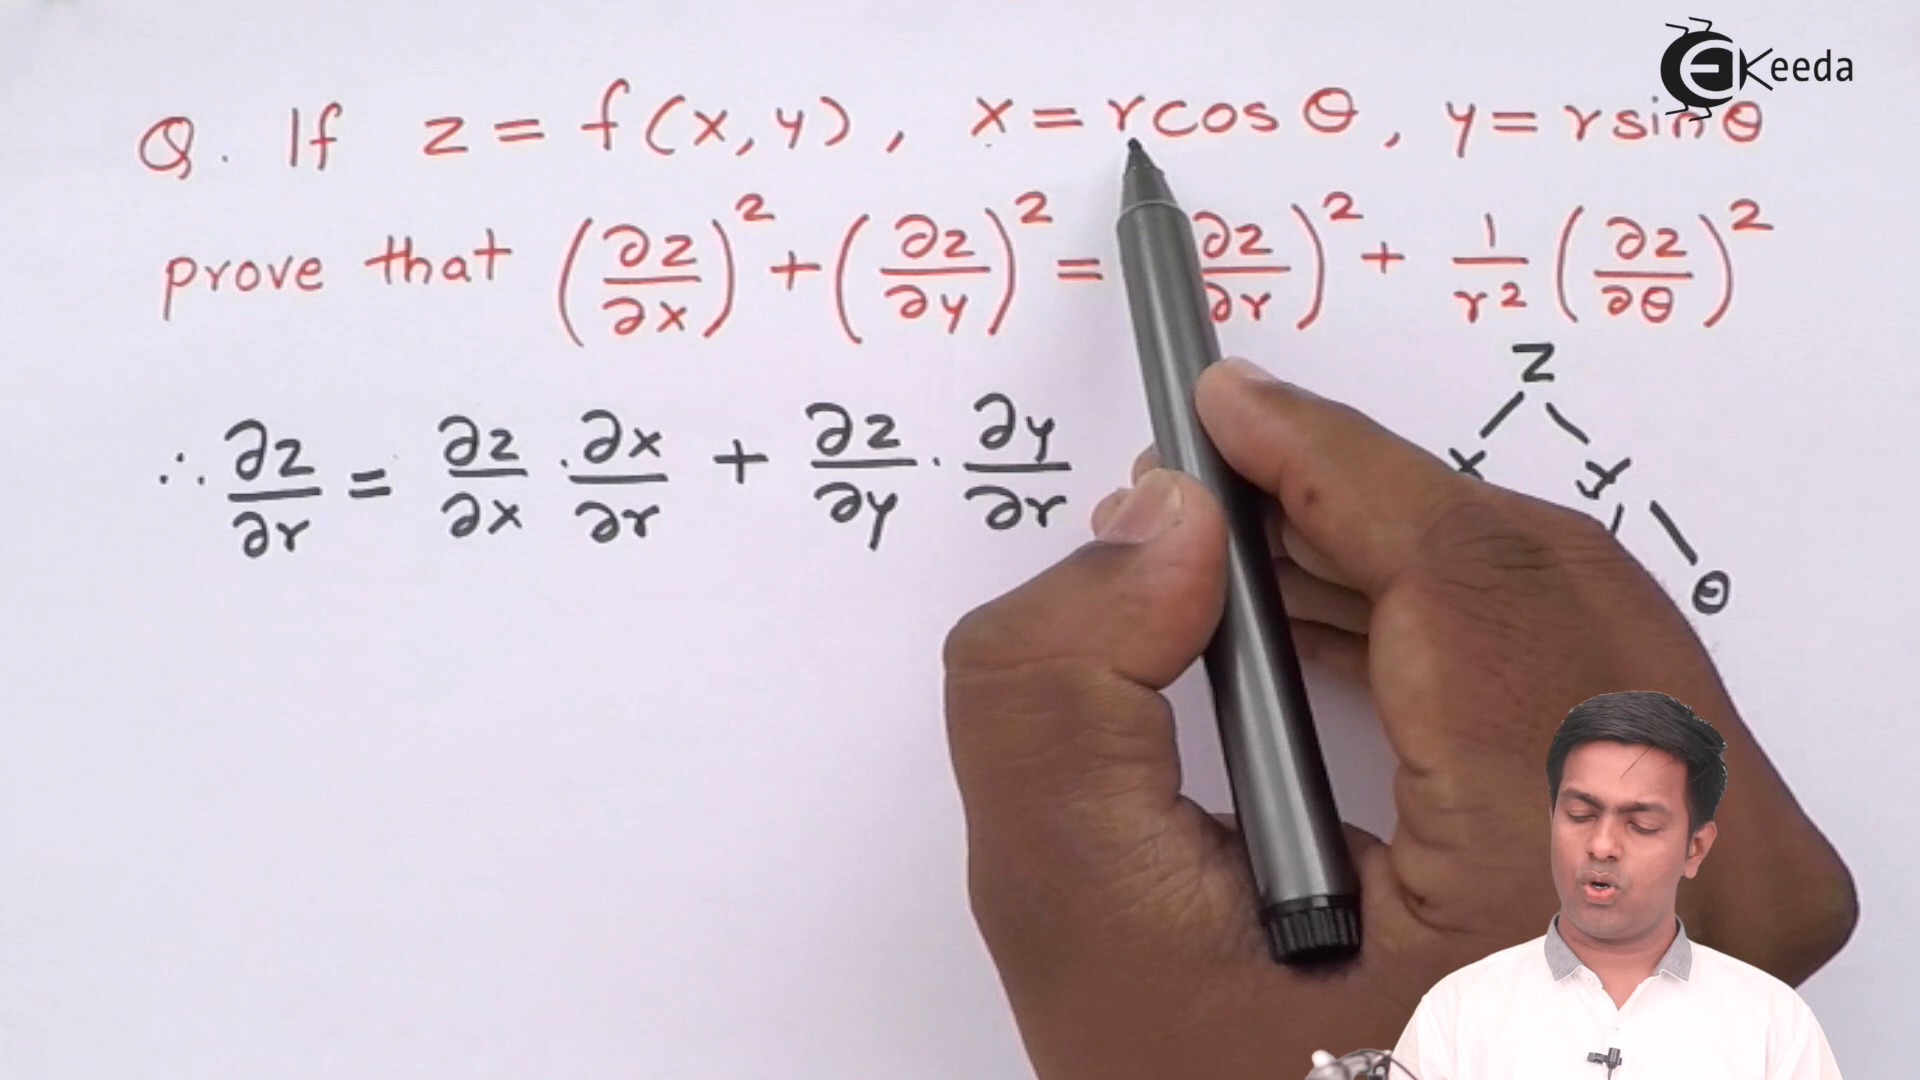 Keeda
Q. If z = f(x, y), x = r cos θ, y = r sin θ
prove that (∂z/∂x)² + (∂z/∂y)² = ∂z/∂r)² + 1/r² (∂z/∂θ)²
z
∴ ∂z/∂r = ∂z/∂x · ∂x/∂r + ∂z/∂y · ∂y/∂r
x y
θ